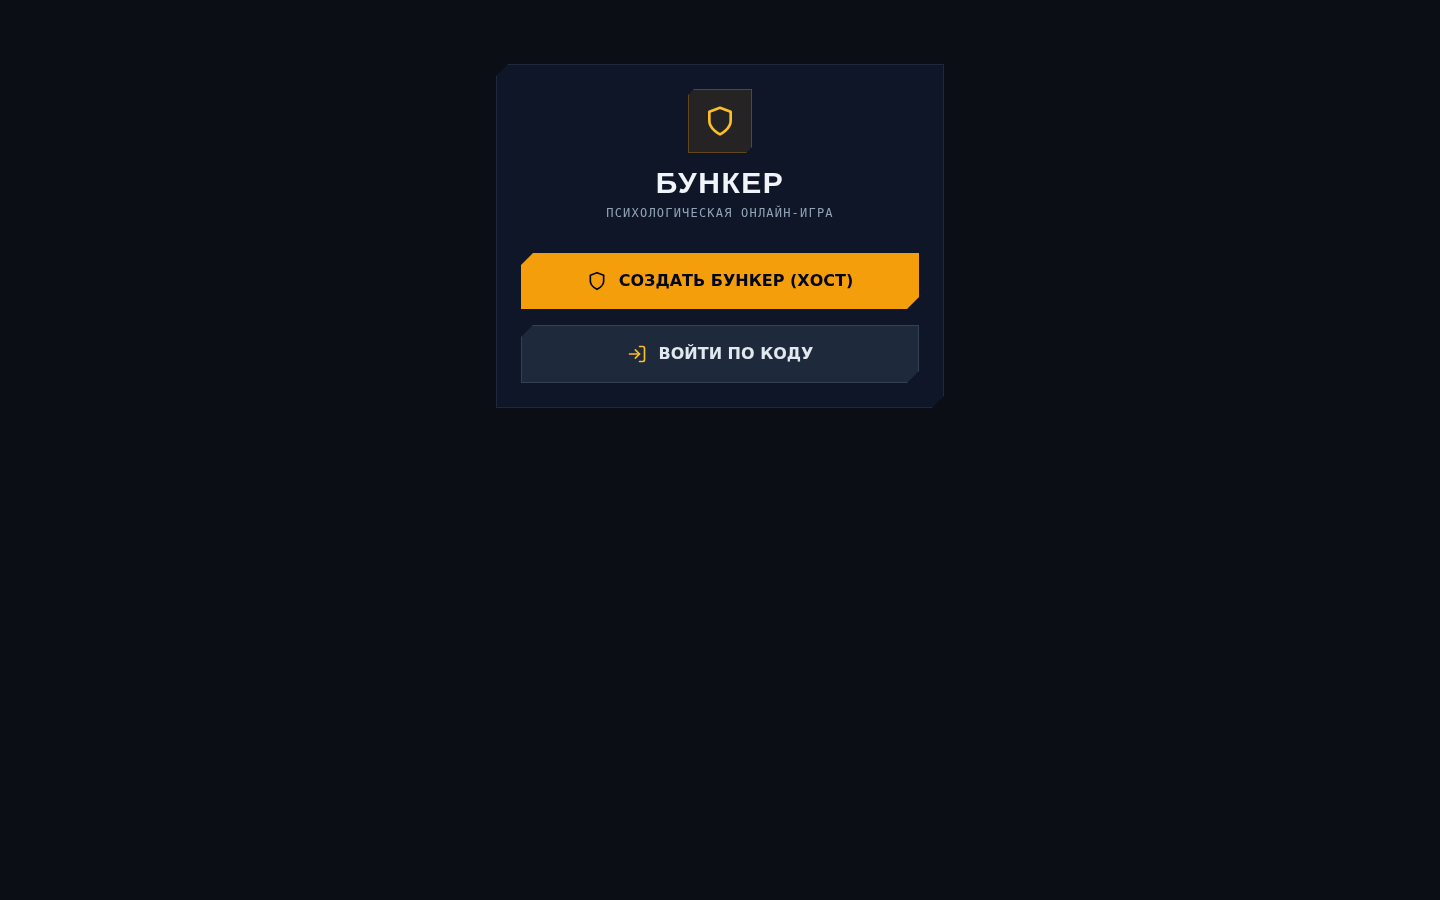 БУНКЕР
ПСИХОЛОГИЧЕСКАЯ ОНЛАЙН-ИГРА
СОЗДАТЬ БУНКЕР (ХОСТ)
ВОЙТИ ПО КОДУ